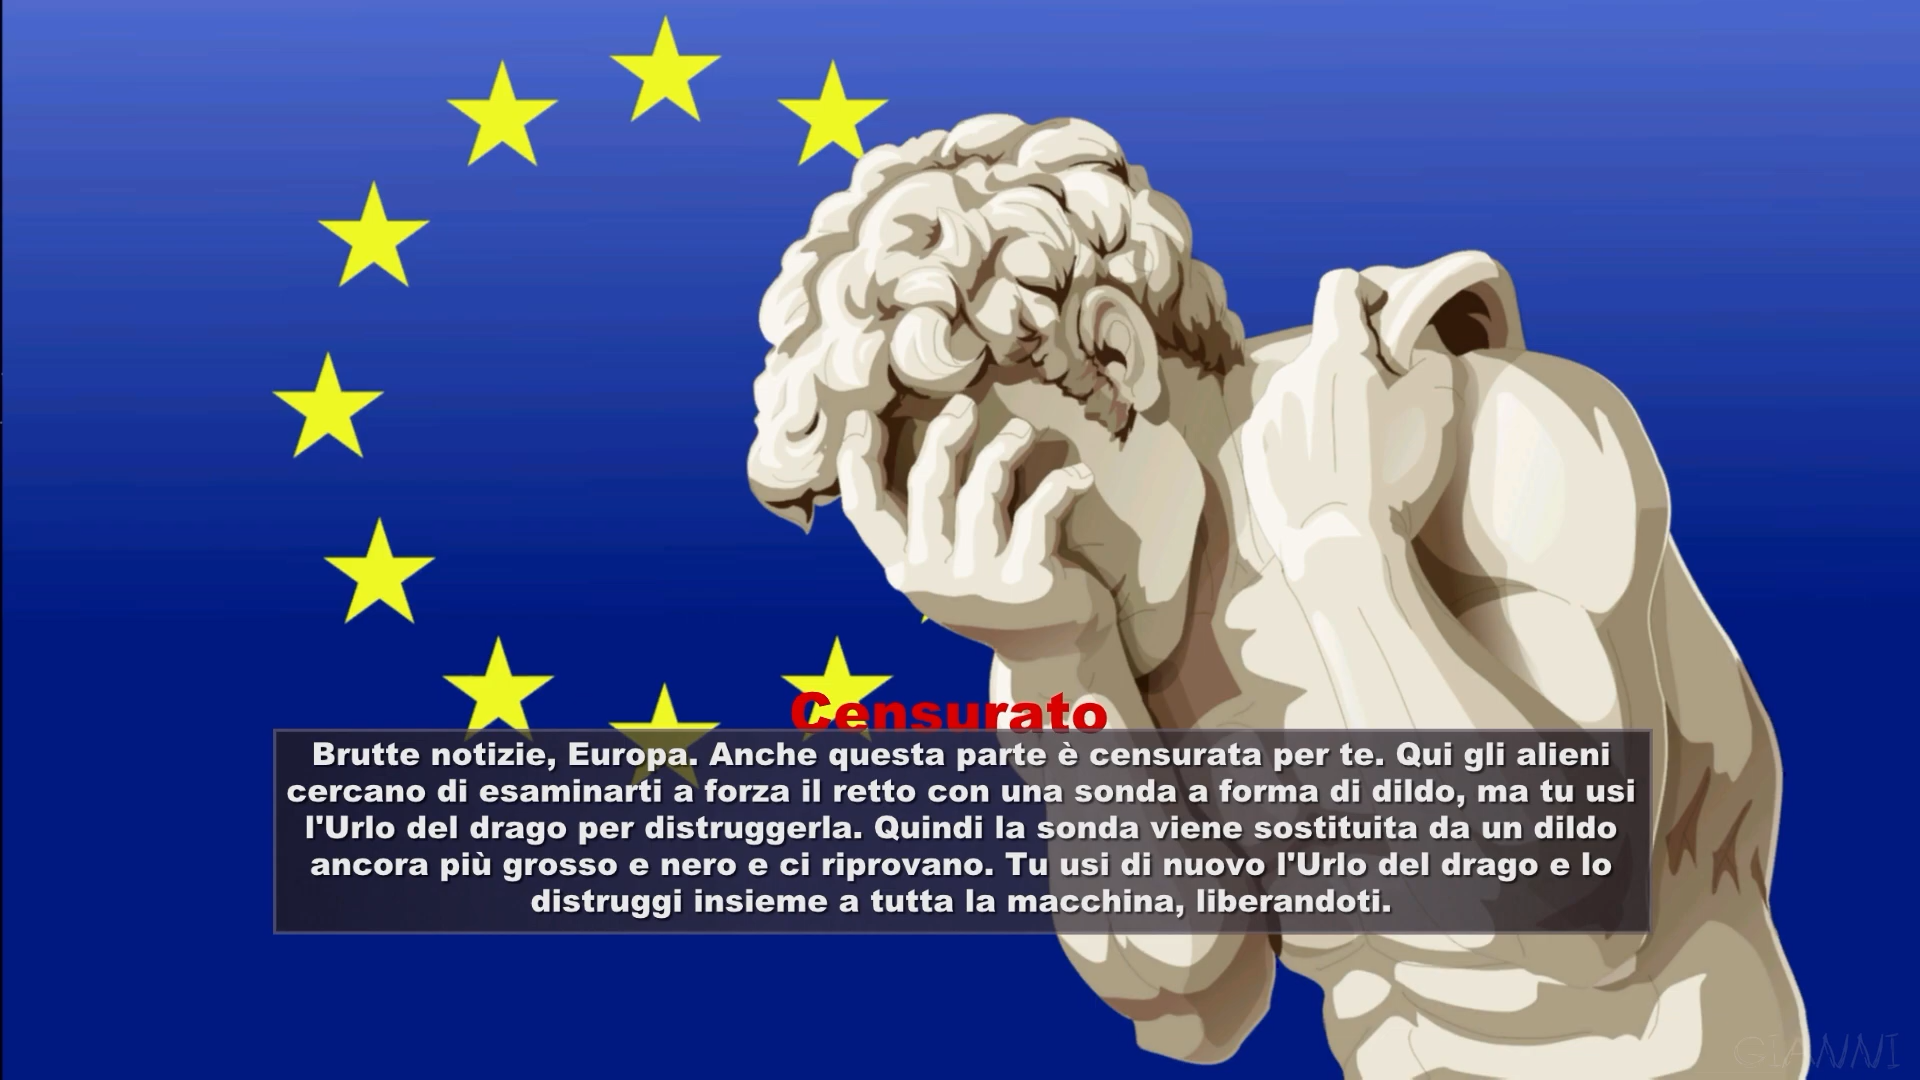 Censurato
Brutte notizie, Europa. Anche questa parte è censurata per te. Qui gli alieni
cercano di esaminarti a forza il retto con una sonda a forma di dildo, ma tu usi
l'Urlo del drago per distruggerla. Quindi la sonda viene sostituita da un dildo
ancora più grosso e nero e ci riprovano. Tu usi di nuovo l'Urlo del drago e lo
distruggi insieme a tutta la macchina, liberandoti.
GIANNI